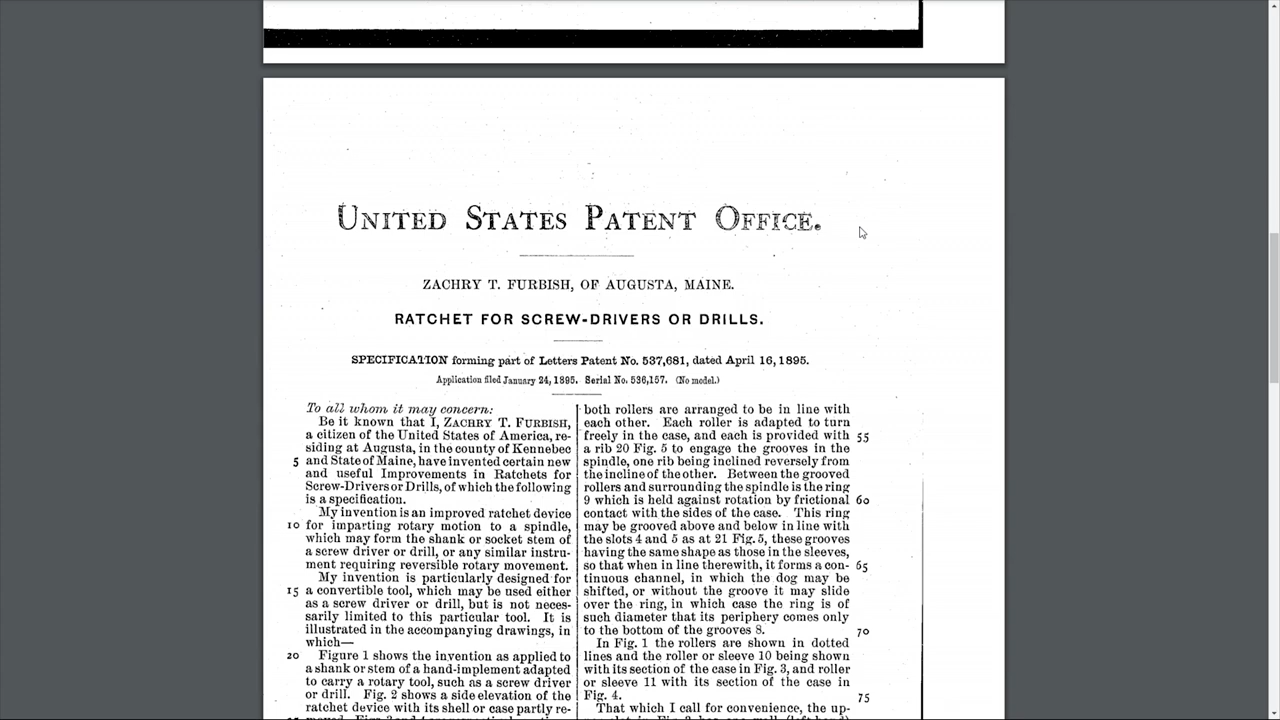 UNITED STATES PATENT OFFICE.
ZACHRY T. FURBISH, OF AUGUSTA, MAINE.
RATCHET FOR SCREW-DRIVERS OR DRILLS.
SPECIFICATION forming part of Letters Patent No. 537,681, dated April 16, 1895.
Application filed January 24, 1895. Serial No. 536,157. (No model.)
To all whom it may concern:
Be it known that I, ZACHRY T. FURBISH,
a citizen of the United States of America, re-
siding at Augusta, in the county of Kennebec
5 and State of Maine, have invented certain new
and useful Improvements in Ratchets for
Screw-Drivers or Drills, of which the following
is a specification.
My invention is an improved ratchet device
10 for imparting rotary motion to a spindle,
which may form the shank or socket stem of
a screw driver or drill, or any similar instru-
ment requiring reversible rotary movement.
My invention is particularly designed for
15 a convertible tool, which may be used either
as a screw driver or drill, but is not neces-
sarily limited to this particular tool. It is
illustrated in the accompanying drawings, in
which—
20 Figure 1 shows the invention as applied to
a shank or stem of a hand-implement adapted
to carry a rotary tool, such as a screw driver
or drill. Fig. 2 shows a side elevation of the
ratchet device with its shell or case partly re-
both rollers are arranged to be in line with
each other. Each roller is adapted to turn
freely in the case, and each is provided with 55
a rib 20 Fig. 5 to engage the grooves in the
spindle, one rib being inclined reversely from
the incline of the other. Between the grooved
rollers and surrounding the spindle is the ring
9 which is held against rotation by frictional 60
contact with the sides of the case. This ring
may be grooved above and below in line with
the slots 4 and 5 as at 21 Fig. 5, these grooves
having the same shape as those in the sleeves,
so that when in line therewith, it forms a con- 65
tinuous channel, in which the dog may be
shifted, or without the groove it may slide
over the ring, in which case the ring is of
such diameter that its periphery comes only
to the bottom of the grooves 8. 70
In Fig. 1 the rollers are shown in dotted
lines and the roller or sleeve 10 being shown
with its section of the case in Fig. 3, and roller
or sleeve 11 with its section of the case in
Fig. 4. 75
That which I call for convenience, the up-